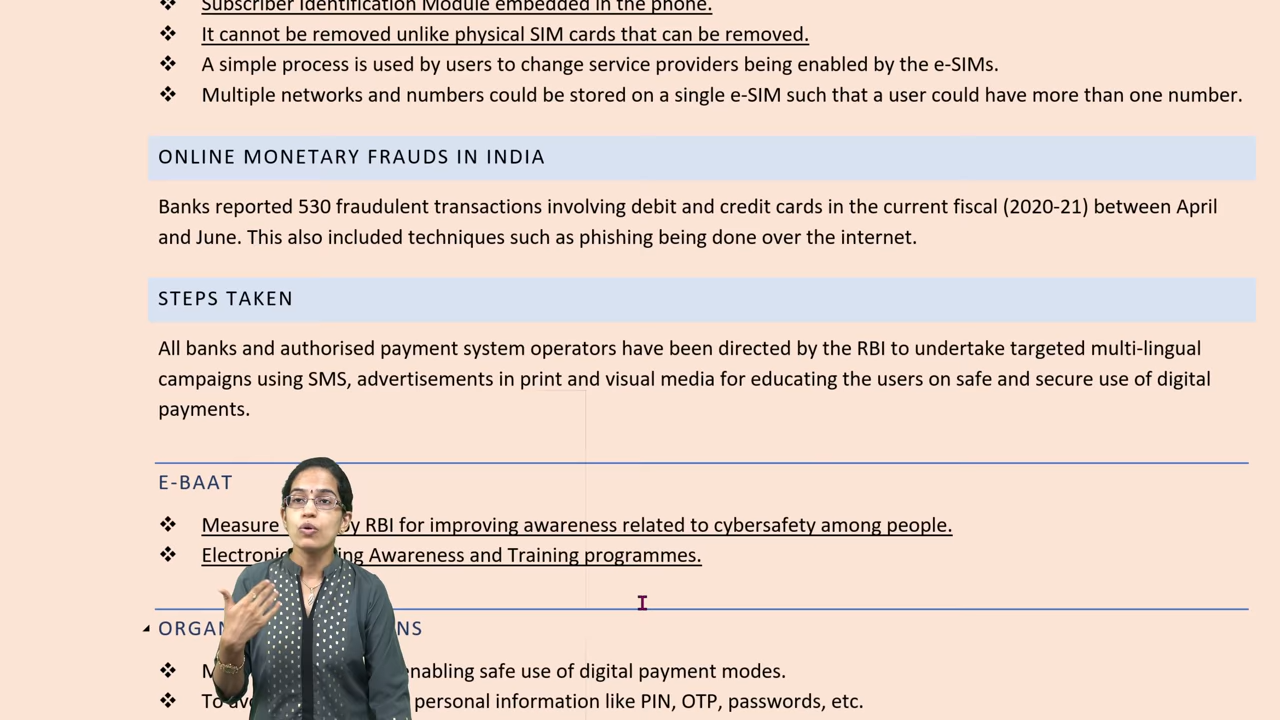 Subscriber Identification Module embedded in the phone.
❖ It cannot be removed unlike physical SIM cards that can be removed.
❖ A simple process is used by users to change service providers being enabled by the e-SIMs.
❖ Multiple networks and numbers could be stored on a single e-SIM such that a user could have more than one number.
ONLINE MONETARY FRAUDS IN INDIA
Banks reported 530 fraudulent transactions involving debit and credit cards in the current fiscal (2020-21) between April
and June. This also included techniques such as phishing being done over the internet.
STEPS TAKEN
All banks and authorised payment system operators have been directed by the RBI to undertake targeted multi-lingual
campaigns using SMS, advertisements in print and visual media for educating the users on safe and secure use of digital
payments.
E-BAAT
❖ Measure by RBI for improving awareness related to cybersafety among people.
❖ Awareness and Training programmes.
❖ enabling safe use of digital payment modes.
❖ To personal information like PIN, OTP, passwords, etc.